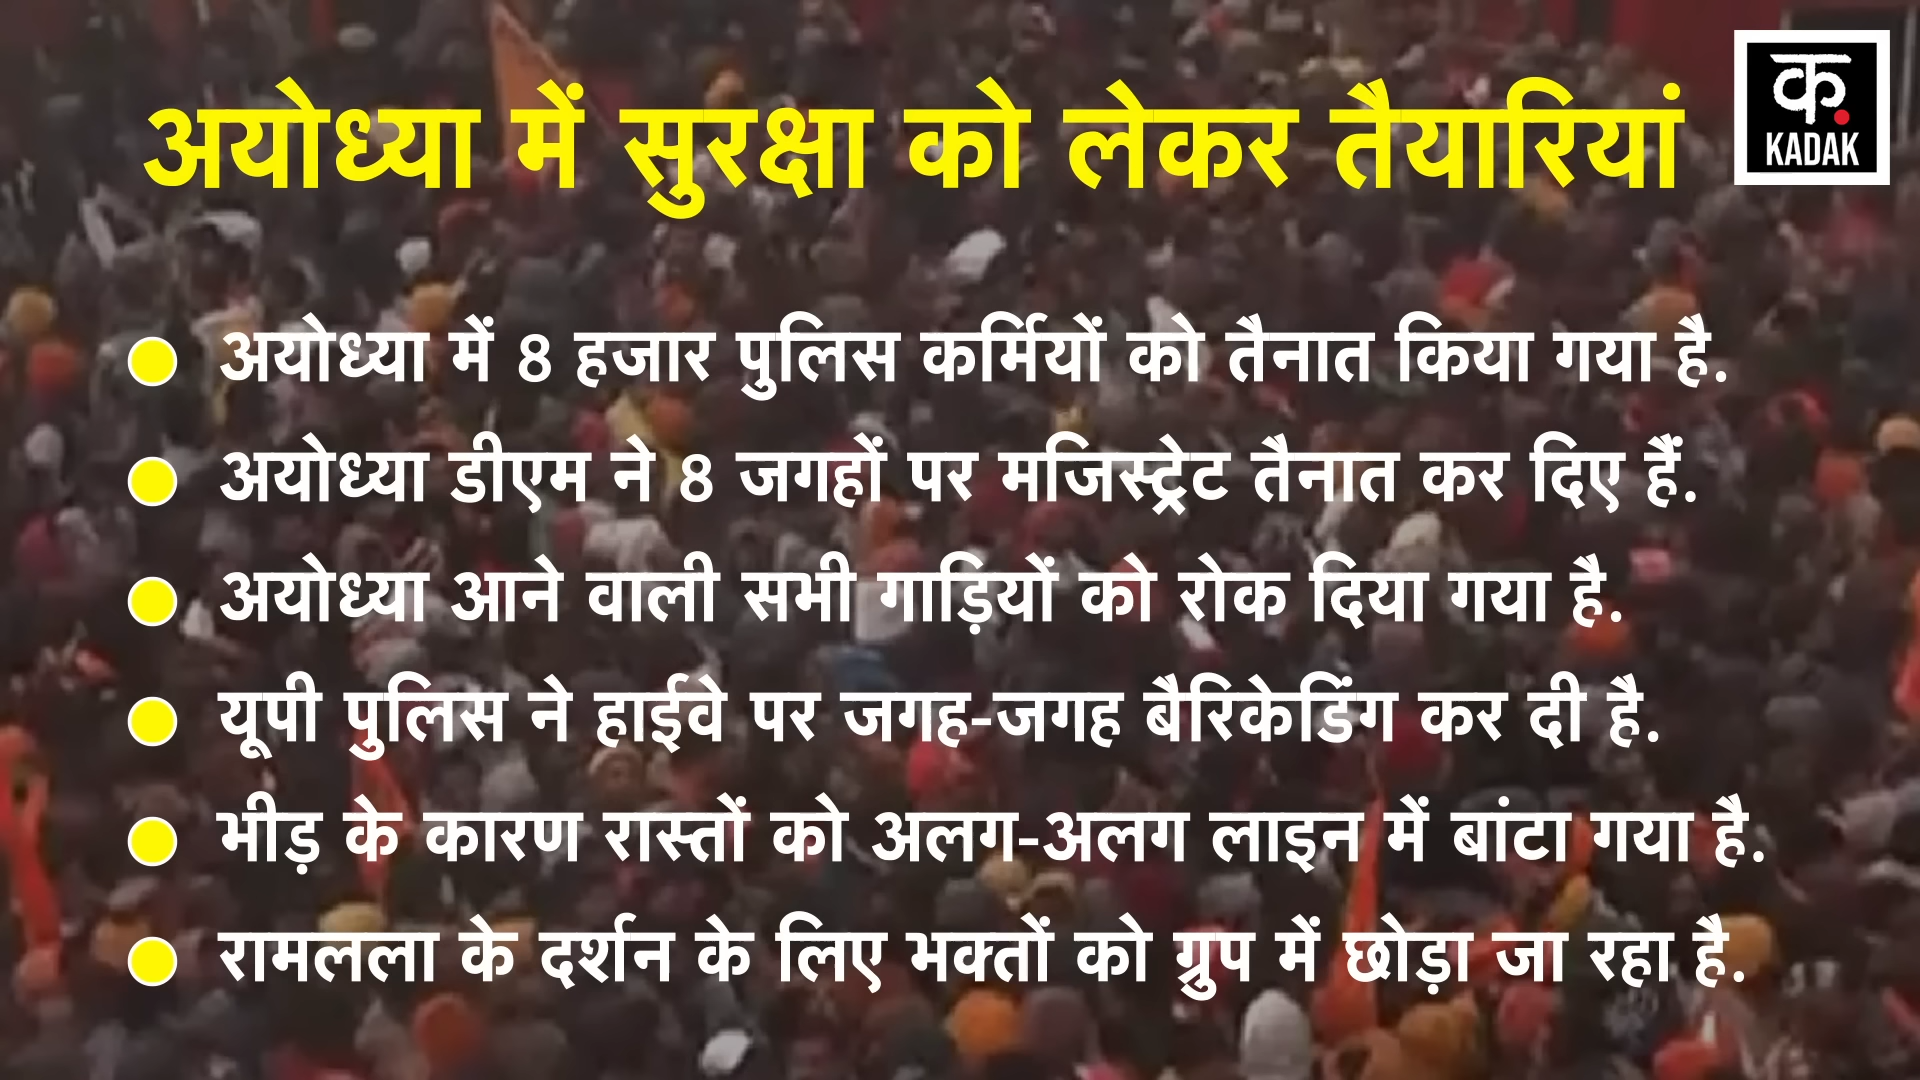 अयोध्या में सुरक्षा को लेकर तैयारियां
क.
KADAK
अयोध्या में 8 हजार पुलिस कर्मियों को तैनात किया गया है.
अयोध्या डीएम ने 8 जगहों पर मजिस्ट्रेट तैनात कर दिए हैं.
अयोध्या आने वाली सभी गाड़ियों को रोक दिया गया है.
यूपी पुलिस ने हाईवे पर जगह-जगह बैरिकेडिंग कर दी है.
भीड़ के कारण रास्तों को अलग-अलग लाइन में बांटा गया है.
रामलला के दर्शन के लिए भक्तों को ग्रुप में छोड़ा जा रहा है.